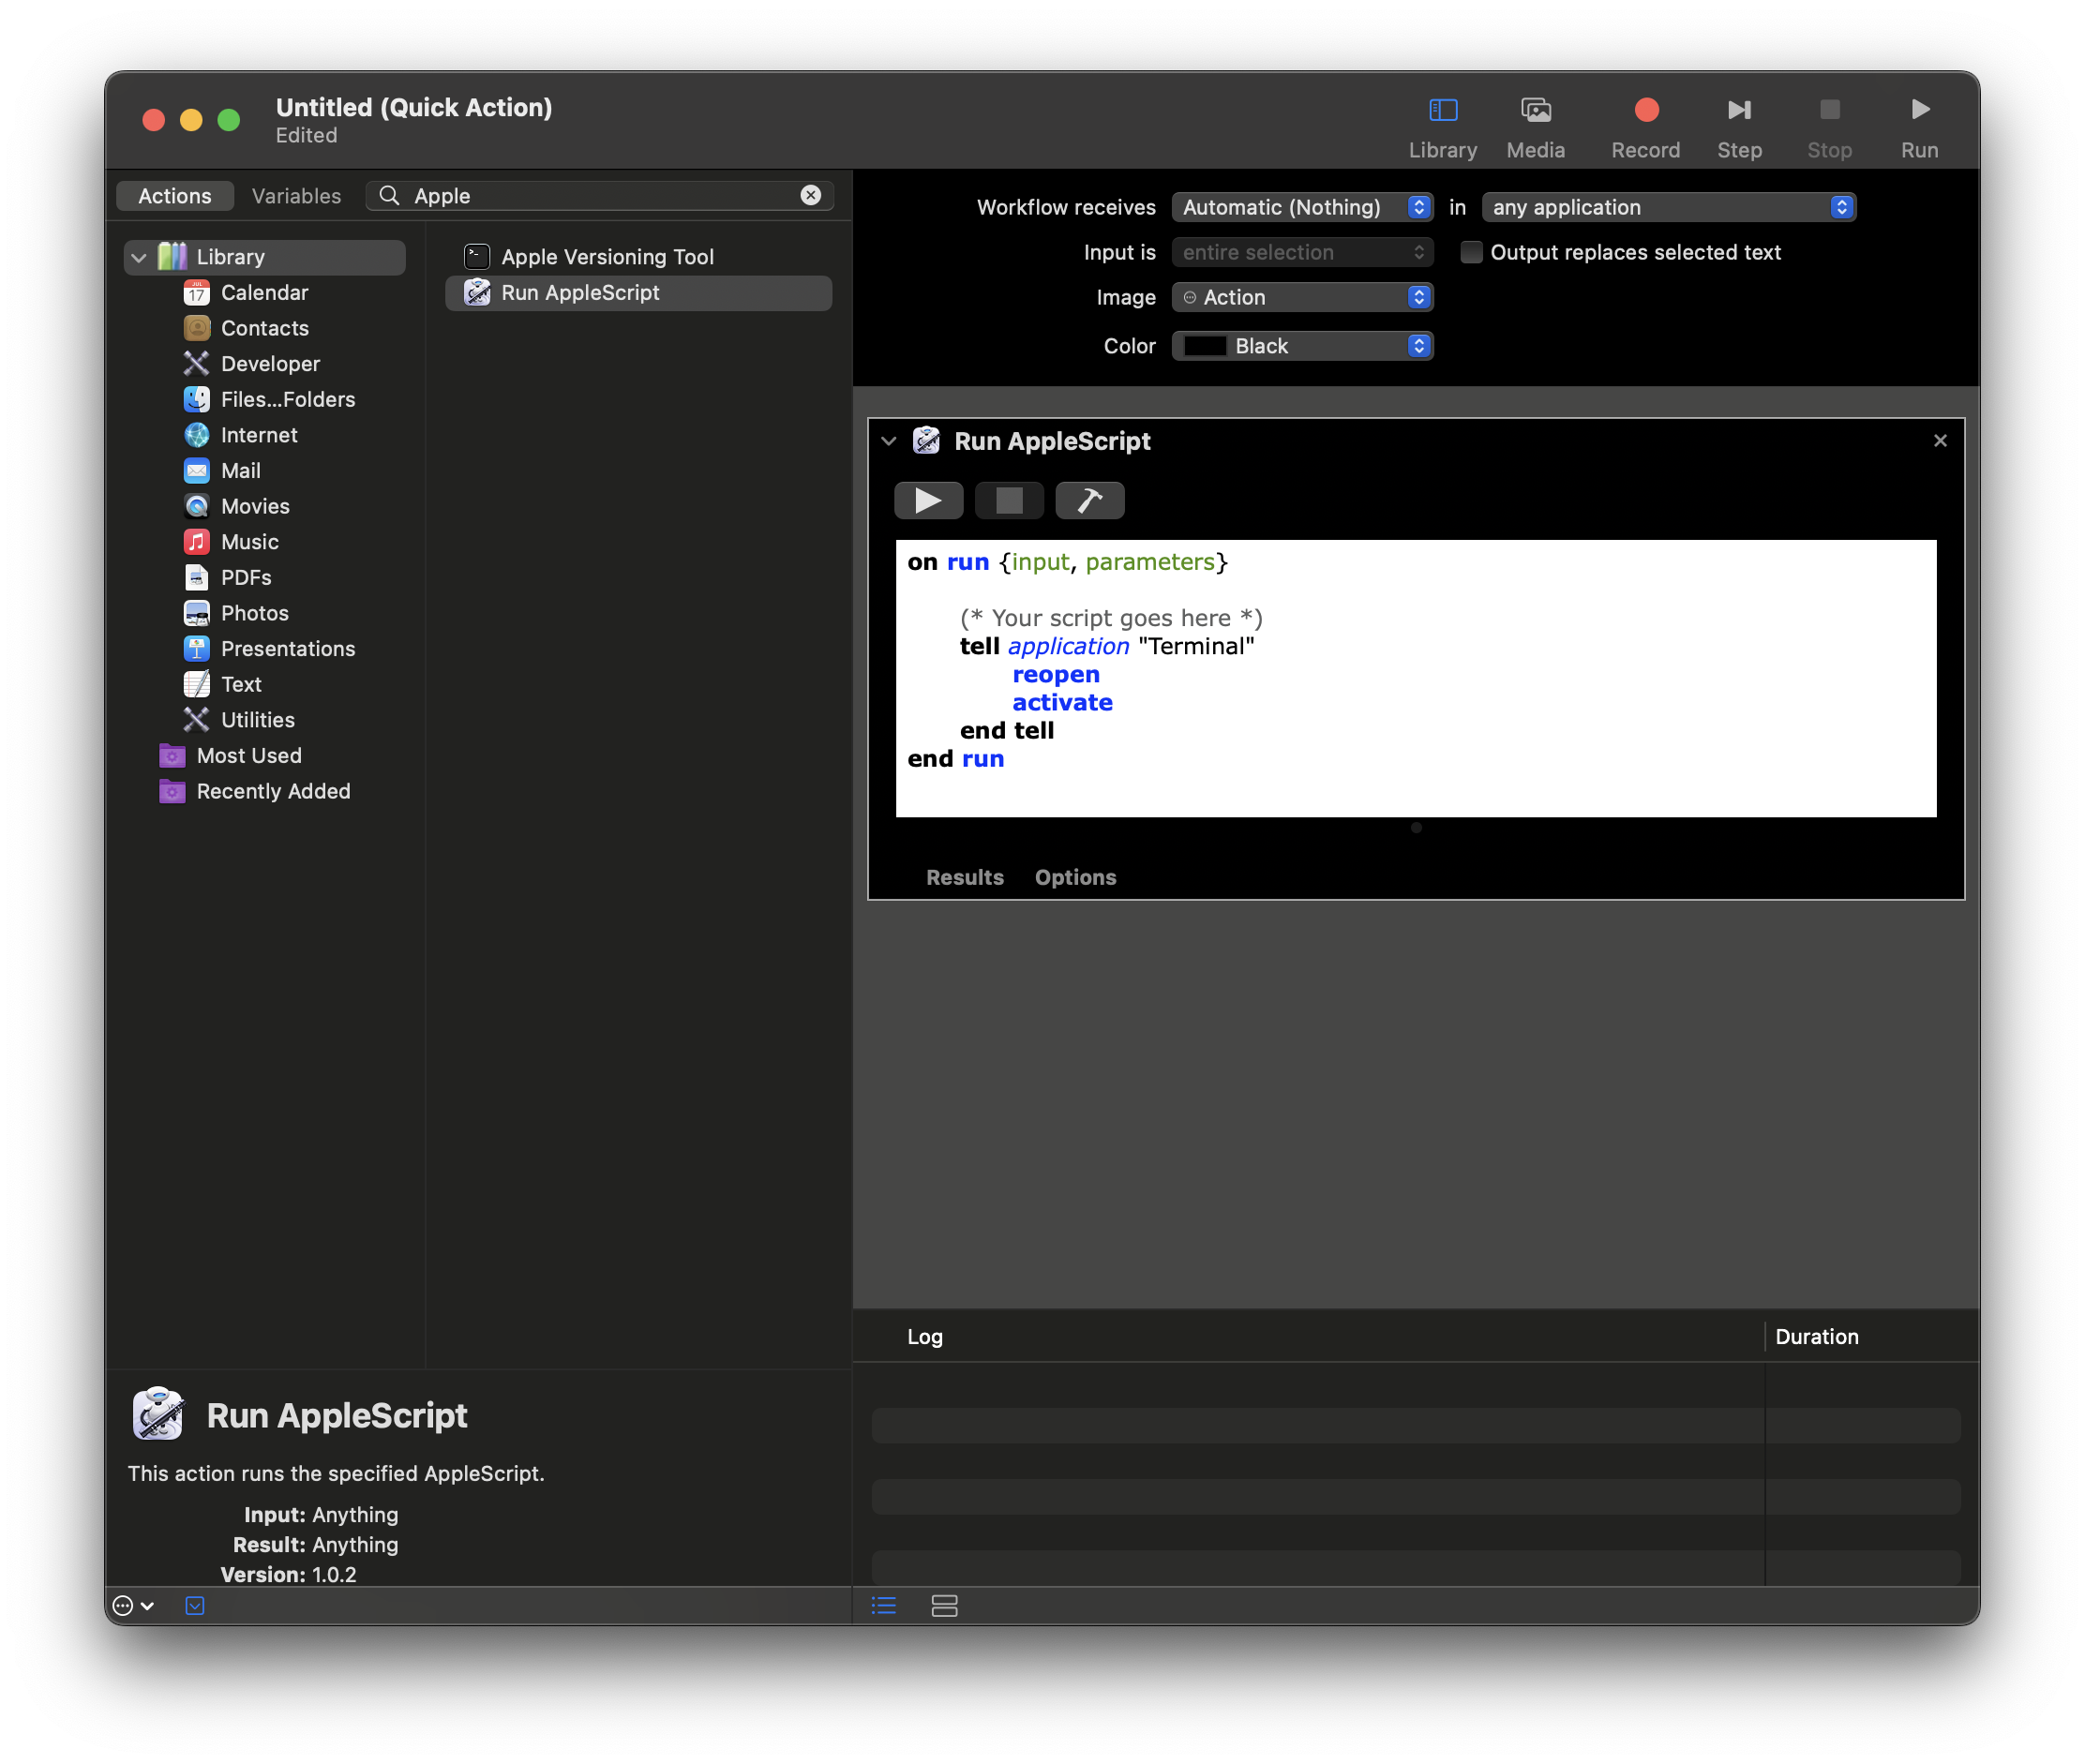 Untitled (Quick Action)
Edited
Library
Media
Record
Step
Stop
Run
Actions
Variables
Apple
Library
Calendar
Contacts
Developer
Files...Folders
Internet
Mail
Movies
Music
PDFs
Photos
Presentations
Text
Utilities
Most Used
Recently Added
Apple Versioning Tool
Run AppleScript
Workflow receives Automatic (Nothing) in any application
Input is entire selection Output replaces selected text
Image Action
Color Black
Run AppleScript
on run {input, parameters}
(* Your script goes here *)
tell application "Terminal"
reopen
activate
end tell
end run
Results Options
Log Duration
Run AppleScript
This action runs the specified AppleScript.
Input: Anything
Result: Anything
Version: 1.0.2
JUL
17